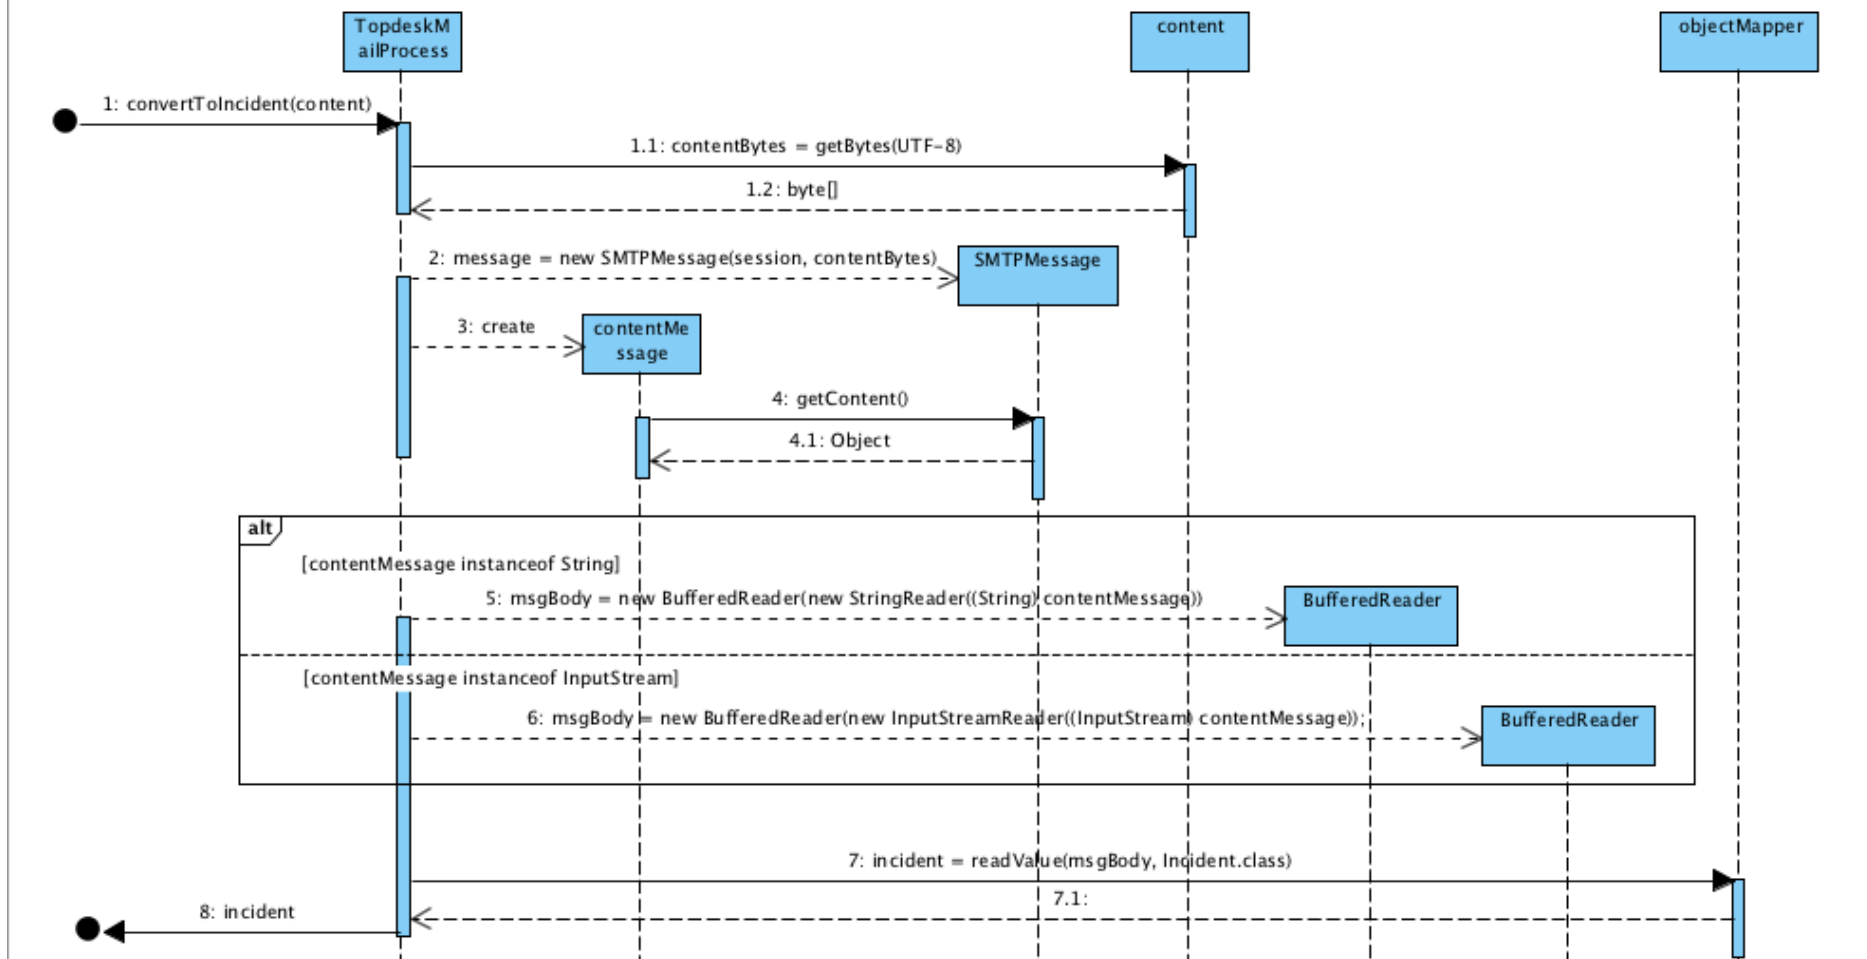 TopdeskM
ailProcess
content
objectMapper
1: convertToIncident(content)
1.1: contentBytes = getBytes(UTF-8)
1.2: byte[]
2: message = new SMTPMessage(session, contentBytes)
SMTPMessage
3: create
contentMe
ssage
4: getContent()
4.1: Object
alt
[contentMessage instanceof String]
5: msgBody = new BufferedReader(new StringReader((String) contentMessage))
BufferedReader
[contentMessage instanceof InputStream]
6: msgBody = new BufferedReader(new InputStreamReader((InputStream) contentMessage));
BufferedReader
7: incident = readValue(msgBody, Incident.class)
7.1:
8: incident